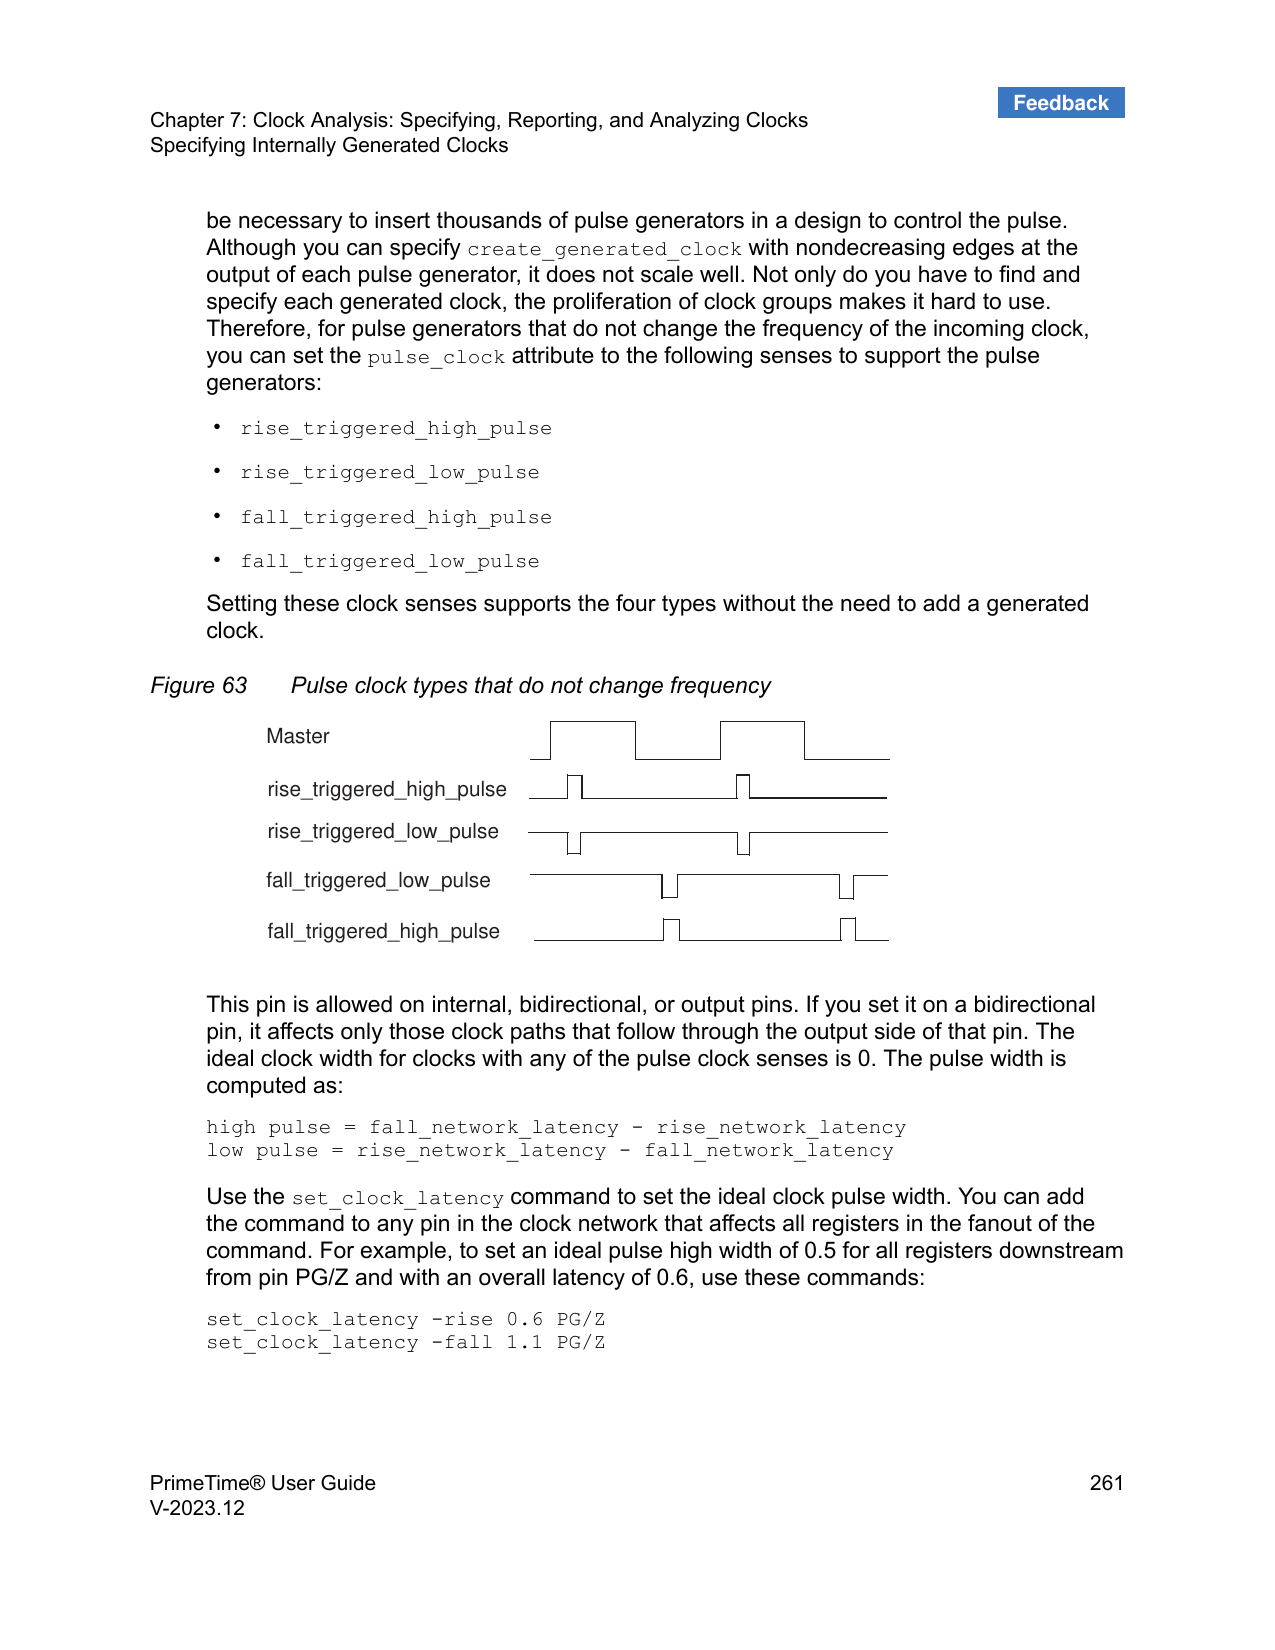 Feedback
Chapter 7: Clock Analysis: Specifying, Reporting, and Analyzing Clocks
Specifying Internally Generated Clocks
be necessary to insert thousands of pulse generators in a design to control the pulse.
Although you can specify create_generated_clock with nondecreasing edges at the
output of each pulse generator, it does not scale well. Not only do you have to find and
specify each generated clock, the proliferation of clock groups makes it hard to use.
Therefore, for pulse generators that do not change the frequency of the incoming clock,
you can set the pulse_clock attribute to the following senses to support the pulse
generators:
• rise_triggered_high_pulse
• rise_triggered_low_pulse
• fall_triggered_high_pulse
• fall_triggered_low_pulse
Setting these clock senses supports the four types without the need to add a generated
clock.
Figure 63 Pulse clock types that do not change frequency
Master
rise_triggered_high_pulse
rise_triggered_low_pulse
fall_triggered_low_pulse
fall_triggered_high_pulse
This pin is allowed on internal, bidirectional, or output pins. If you set it on a bidirectional
pin, it affects only those clock paths that follow through the output side of that pin. The
ideal clock width for clocks with any of the pulse clock senses is 0. The pulse width is
computed as:
high pulse = fall_network_latency - rise_network_latency
low pulse = rise_network_latency - fall_network_latency
Use the set_clock_latency command to set the ideal clock pulse width. You can add
the command to any pin in the clock network that affects all registers in the fanout of the
command. For example, to set an ideal pulse high width of 0.5 for all registers downstream
from pin PG/Z and with an overall latency of 0.6, use these commands:
set_clock_latency -rise 0.6 PG/Z
set_clock_latency -fall 1.1 PG/Z
PrimeTime® User Guide 261
V-2023.12